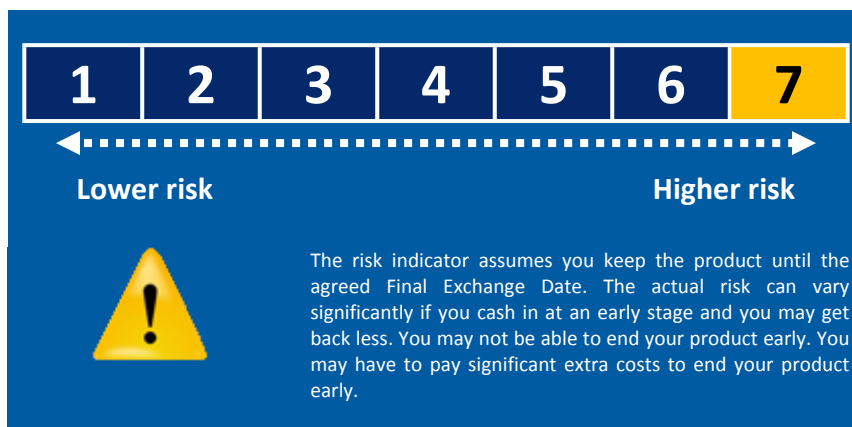 1 2 3 4 5 6 7
Lower risk Higher risk
The risk indicator assumes you keep the product until the
agreed Final Exchange Date. The actual risk can vary
significantly if you cash in at an early stage and you may get
back less. You may not be able to end your product early. You
may have to pay significant extra costs to end your product
early.